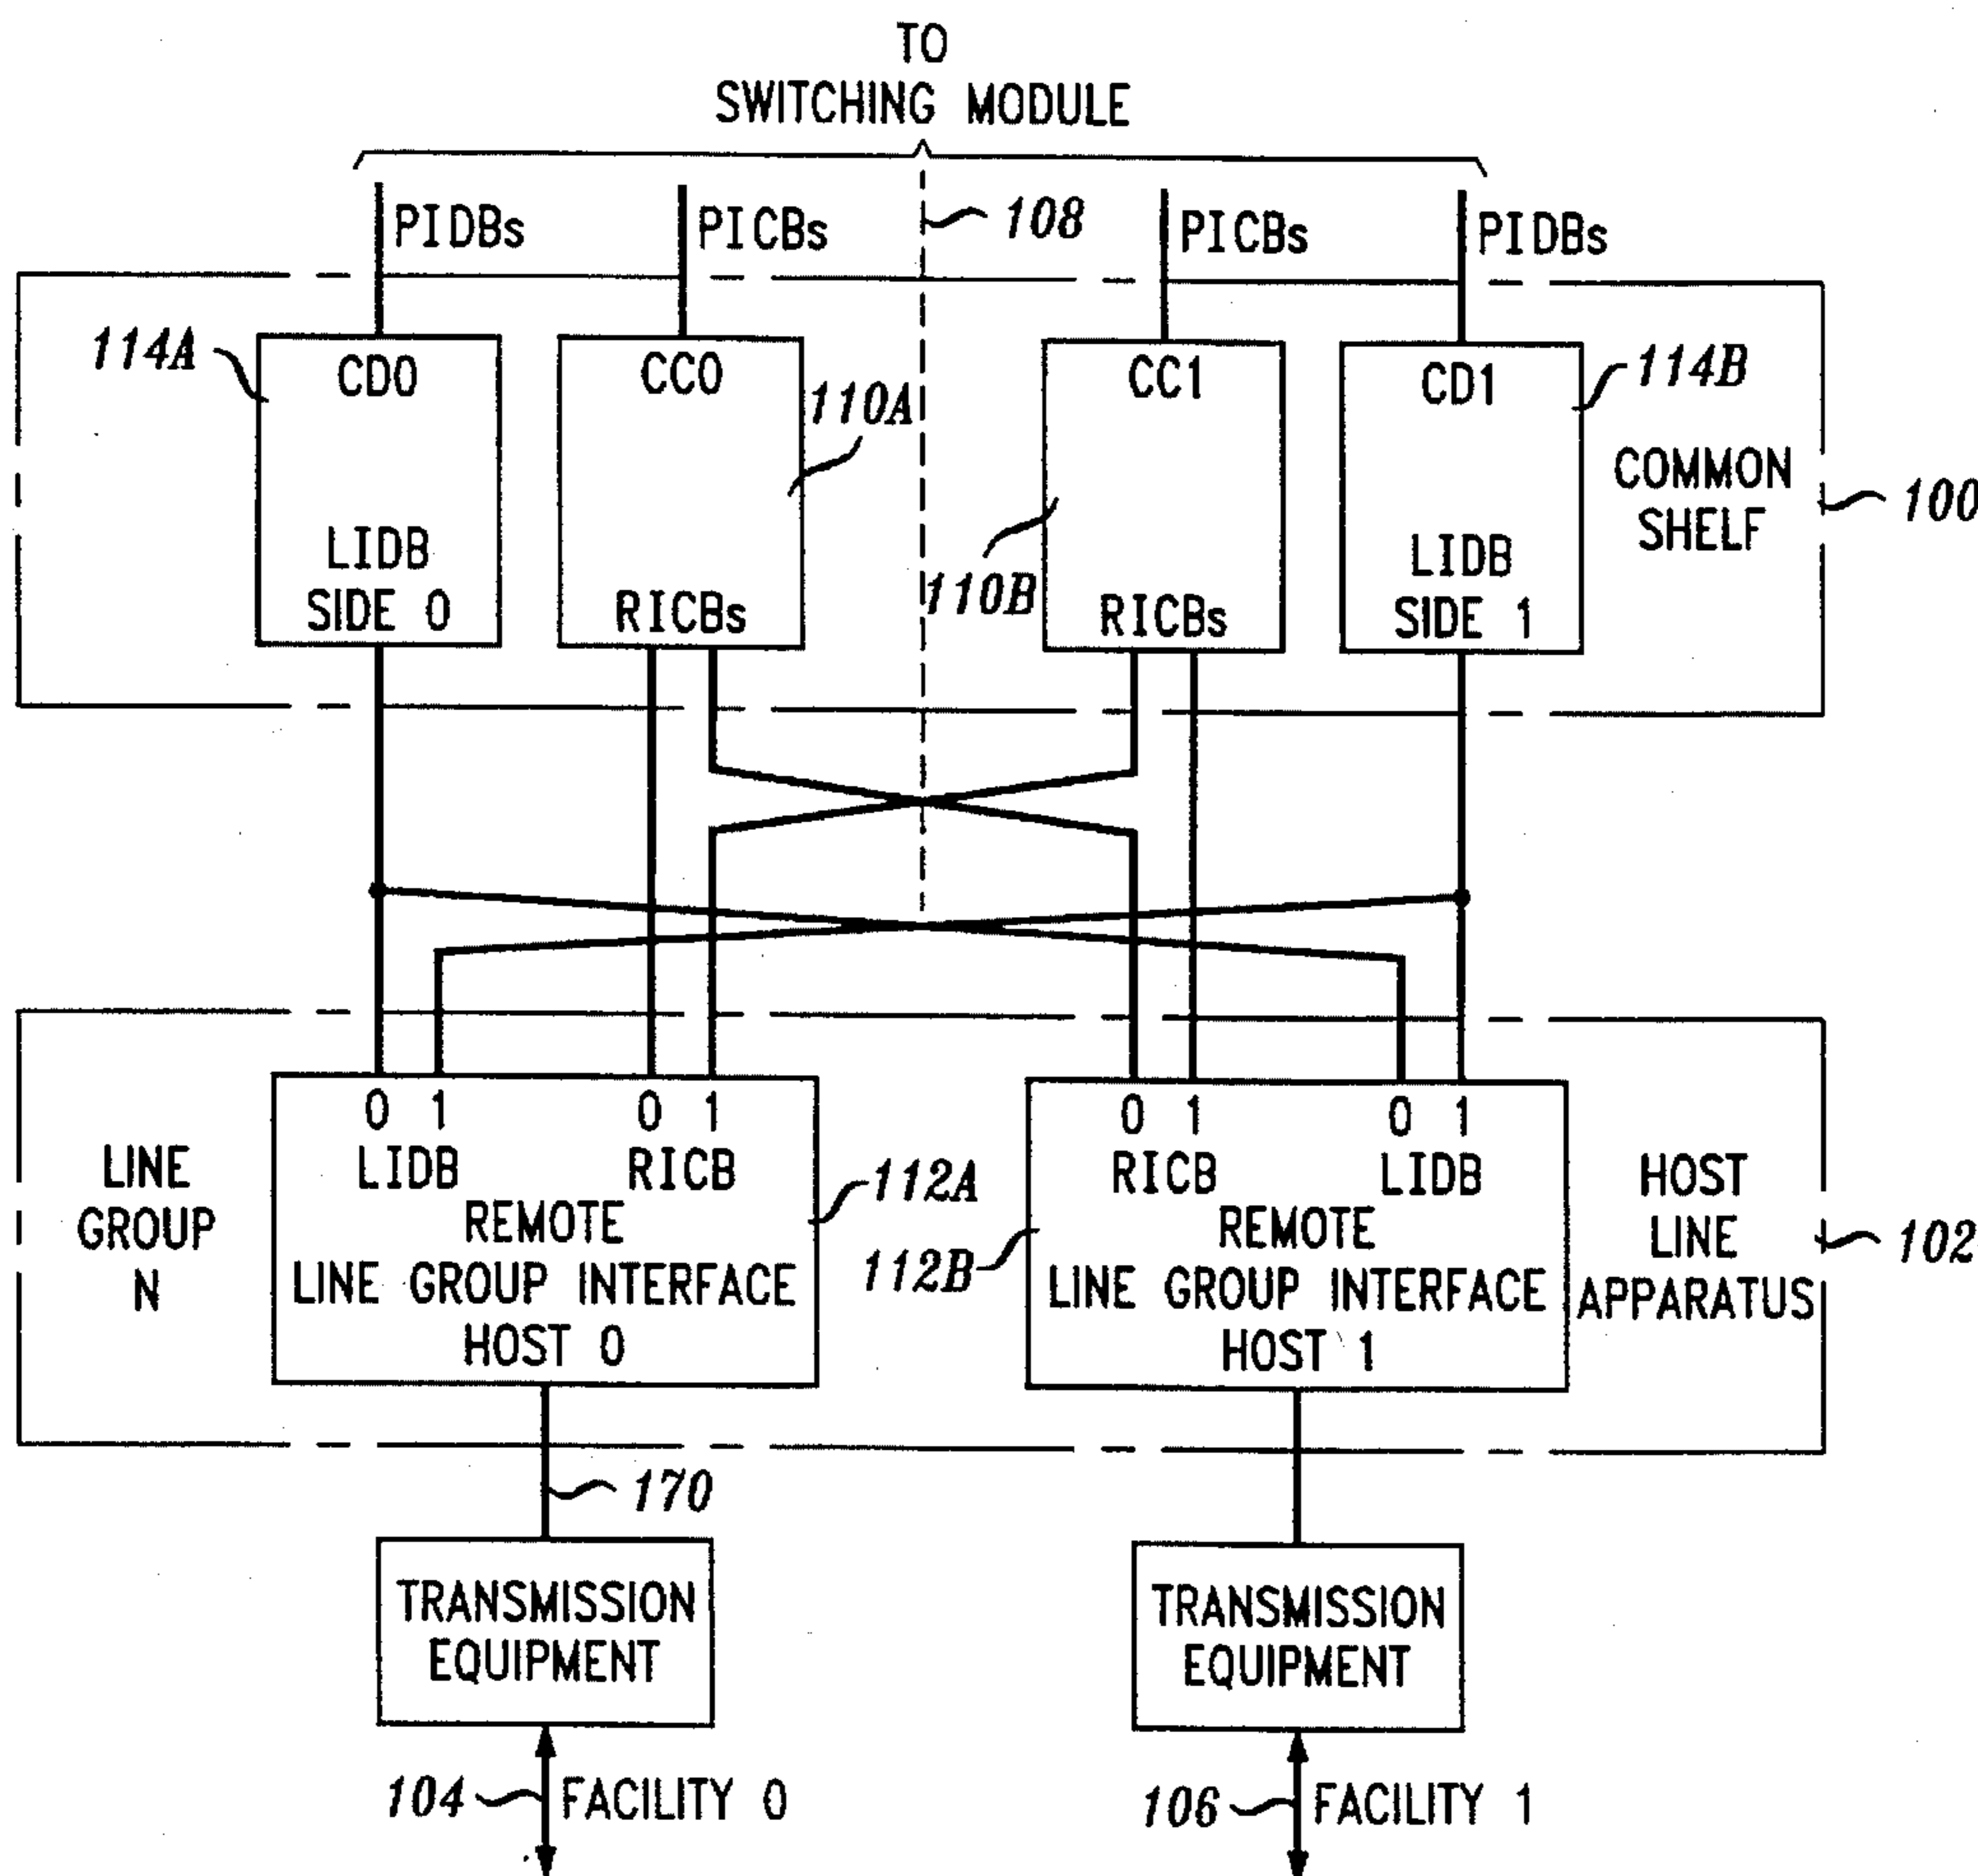 TO
SWITCHING MODULE
PIDBs
PICBs
108
PICBs
PIDBs
114A
CD0
CC0
110A
CC1
CD1
114B
COMMON
SHELF
100
LIDB
SIDE 0
RICBs
110B
RICBs
LIDB
SIDE 1
LINE
GROUP
N
0 1
LIDB
0 1
RICB
REMOTE
LINE GROUP INTERFACE
HOST 0
112A
112B
0 1
RICB
0 1
LIDB
REMOTE
LINE GROUP INTERFACE
HOST 1
HOST
LINE
APPARATUS
102
170
TRANSMISSION
EQUIPMENT
TRANSMISSION
EQUIPMENT
104
FACILITY 0
106
FACILITY 1